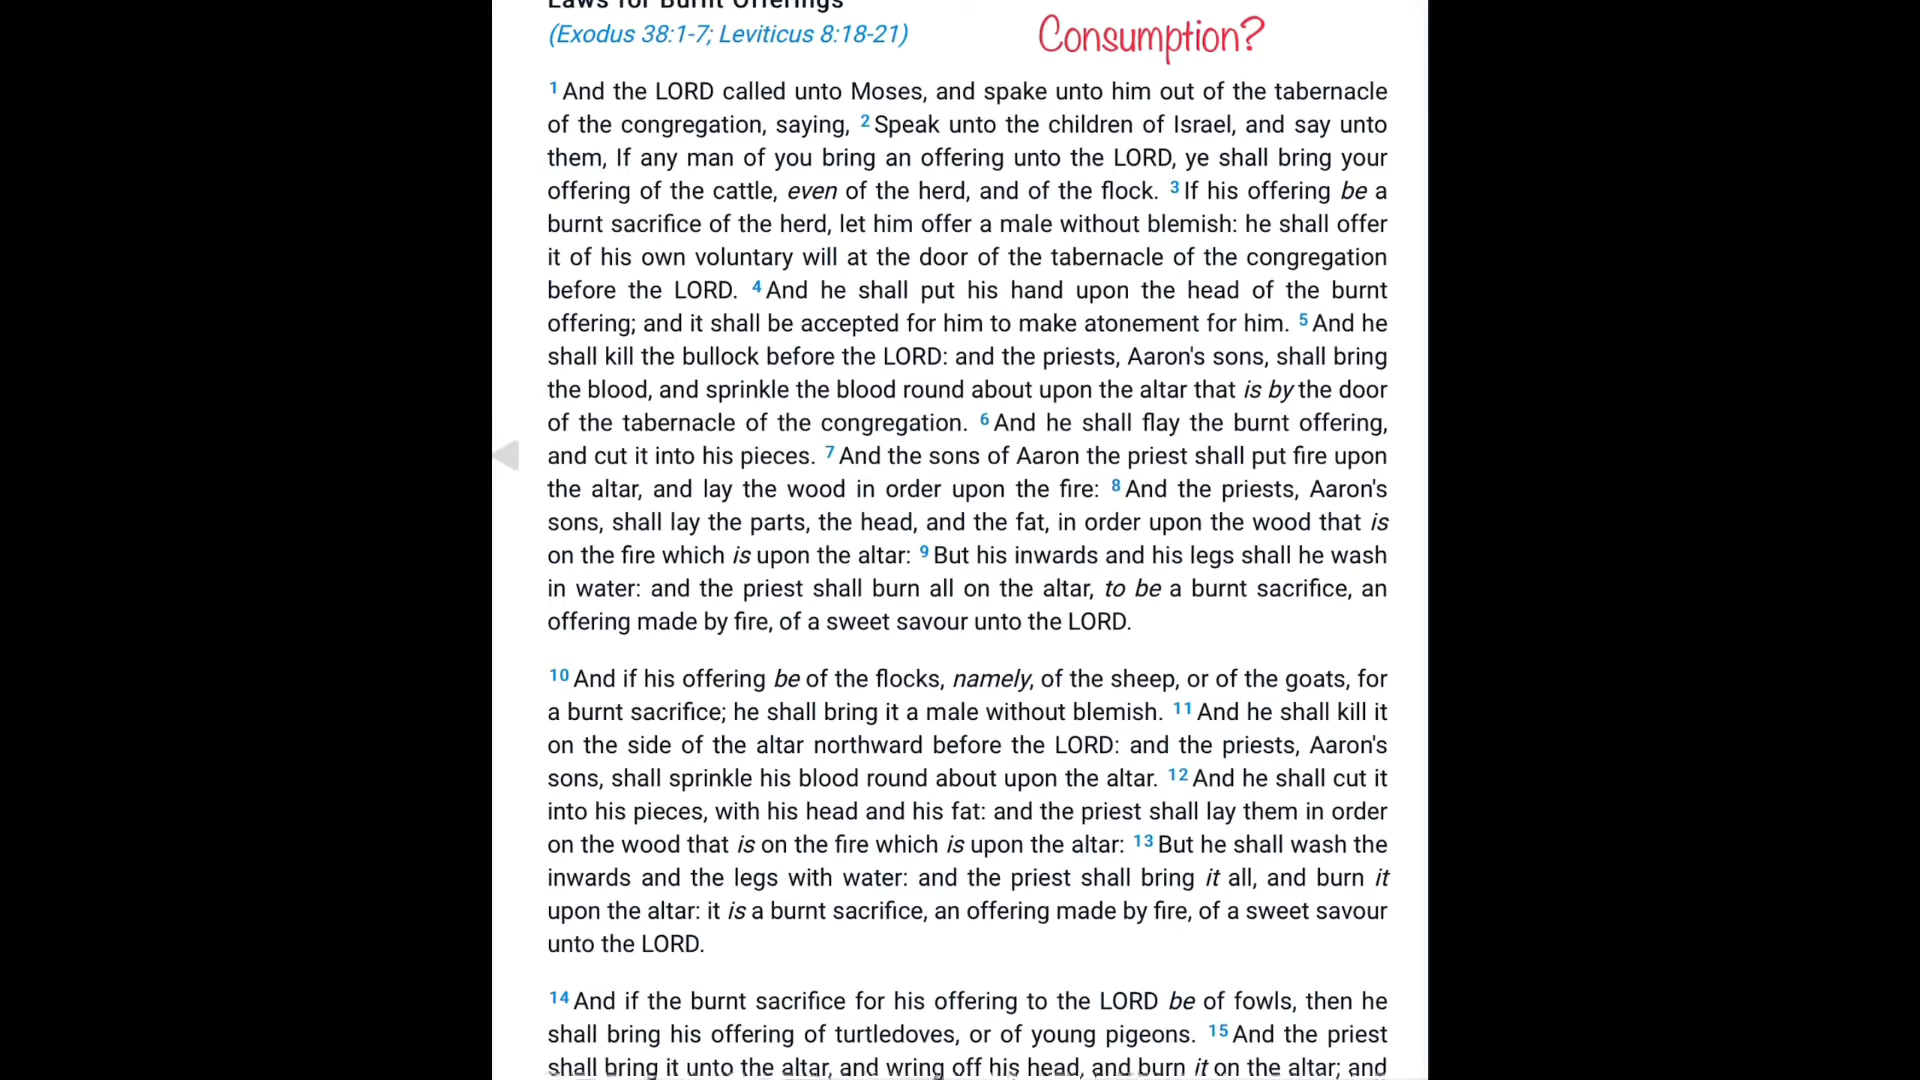 Laws for Burnt Offerings
(Exodus 38:1-7; Leviticus 8:18-21)
Consumption?
1 And the LORD called unto Moses, and spake unto him out of the tabernacle
of the congregation, saying, 2 Speak unto the children of Israel, and say unto
them, If any man of you bring an offering unto the LORD, ye shall bring your
offering of the cattle, even of the herd, and of the flock. 3 If his offering be a
burnt sacrifice of the herd, let him offer a male without blemish: he shall offer
it of his own voluntary will at the door of the tabernacle of the congregation
before the LORD. 4 And he shall put his hand upon the head of the burnt
offering; and it shall be accepted for him to make atonement for him. 5 And he
shall kill the bullock before the LORD: and the priests, Aaron's sons, shall bring
the blood, and sprinkle the blood round about upon the altar that is by the door
of the tabernacle of the congregation. 6 And he shall flay the burnt offering,
and cut it into his pieces. 7 And the sons of Aaron the priest shall put fire upon
the altar, and lay the wood in order upon the fire: 8 And the priests, Aaron's
sons, shall lay the parts, the head, and the fat, in order upon the wood that is
on the fire which is upon the altar: 9 But his inwards and his legs shall he wash
in water: and the priest shall burn all on the altar, to be a burnt sacrifice, an
offering made by fire, of a sweet savour unto the LORD.
10 And if his offering be of the flocks, namely, of the sheep, or of the goats, for
a burnt sacrifice; he shall bring it a male without blemish. 11 And he shall kill it
on the side of the altar northward before the LORD: and the priests, Aaron's
sons, shall sprinkle his blood round about upon the altar. 12 And he shall cut it
into his pieces, with his head and his fat: and the priest shall lay them in order
on the wood that is on the fire which is upon the altar: 13 But he shall wash the
inwards and the legs with water: and the priest shall bring it all, and burn it
upon the altar: it is a burnt sacrifice, an offering made by fire, of a sweet savour
unto the LORD.
14 And if the burnt sacrifice for his offering to the LORD be of fowls, then he
shall bring his offering of turtledoves, or of young pigeons. 15 And the priest
shall bring it unto the altar, and wring off his head, and burn it on the altar; and